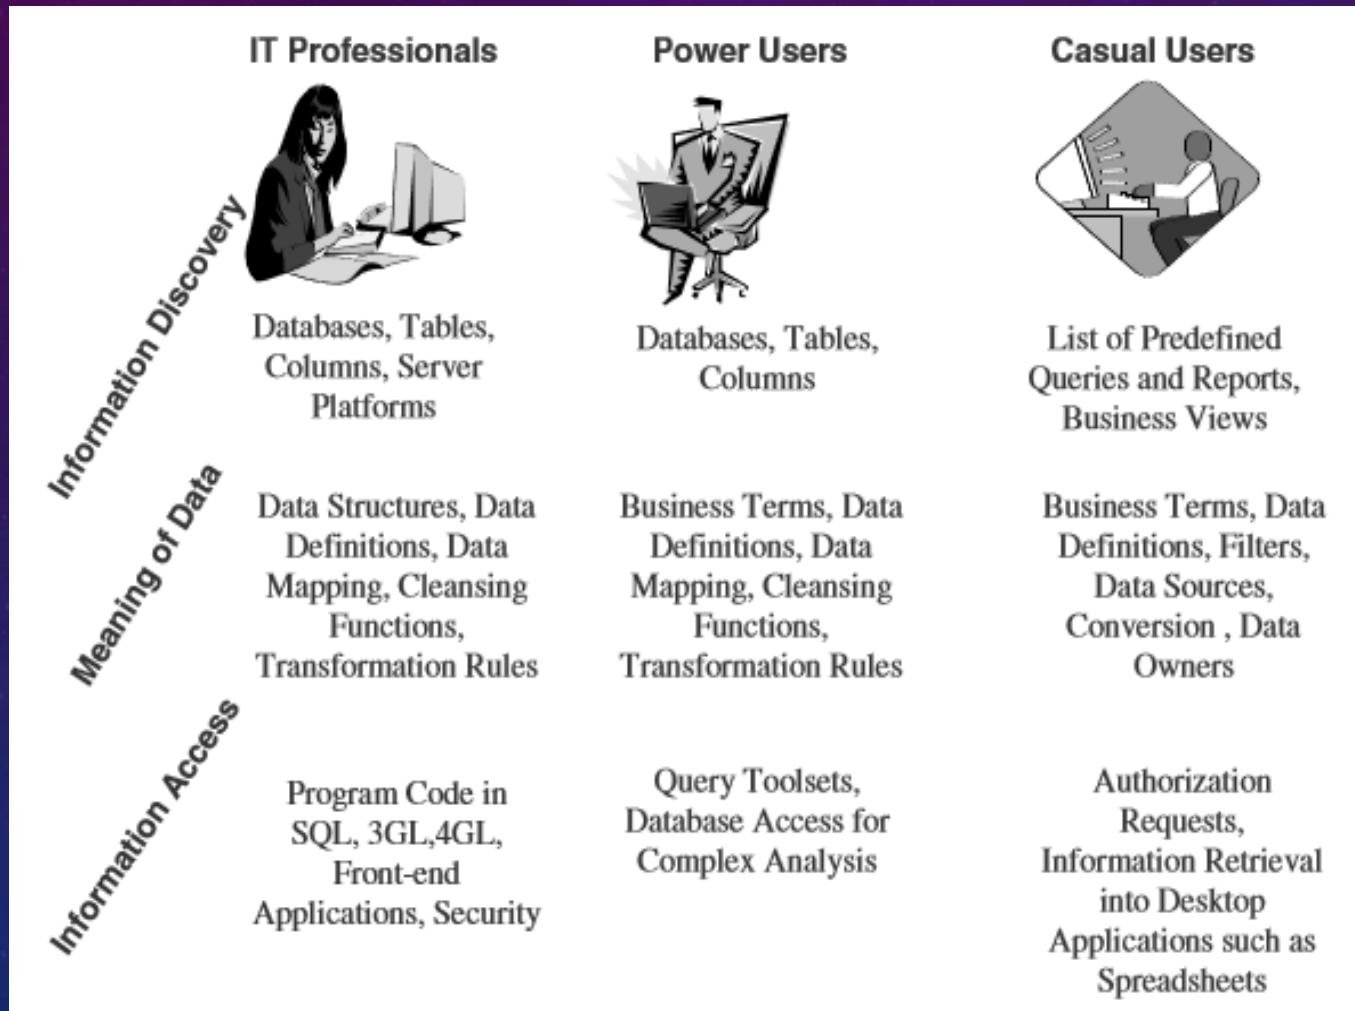 IT Professionals
Power Users
Casual Users
Information Discovery
Databases, Tables,
Columns, Server
Platforms
Databases, Tables,
Columns
List of Predefined
Queries and Reports,
Business Views
Meaning of Data
Data Structures, Data
Definitions, Data
Mapping, Cleansing
Functions,
Transformation Rules
Business Terms, Data
Definitions, Data
Mapping, Cleansing
Functions,
Transformation Rules
Business Terms, Data
Definitions, Filters,
Data Sources,
Conversion , Data
Owners
Information Access
Program Code in
SQL, 3GL,4GL,
Front-end
Applications, Security
Query Toolsets,
Database Access for
Complex Analysis
Authorization
Requests,
Information Retrieval
into Desktop
Applications such as
Spreadsheets